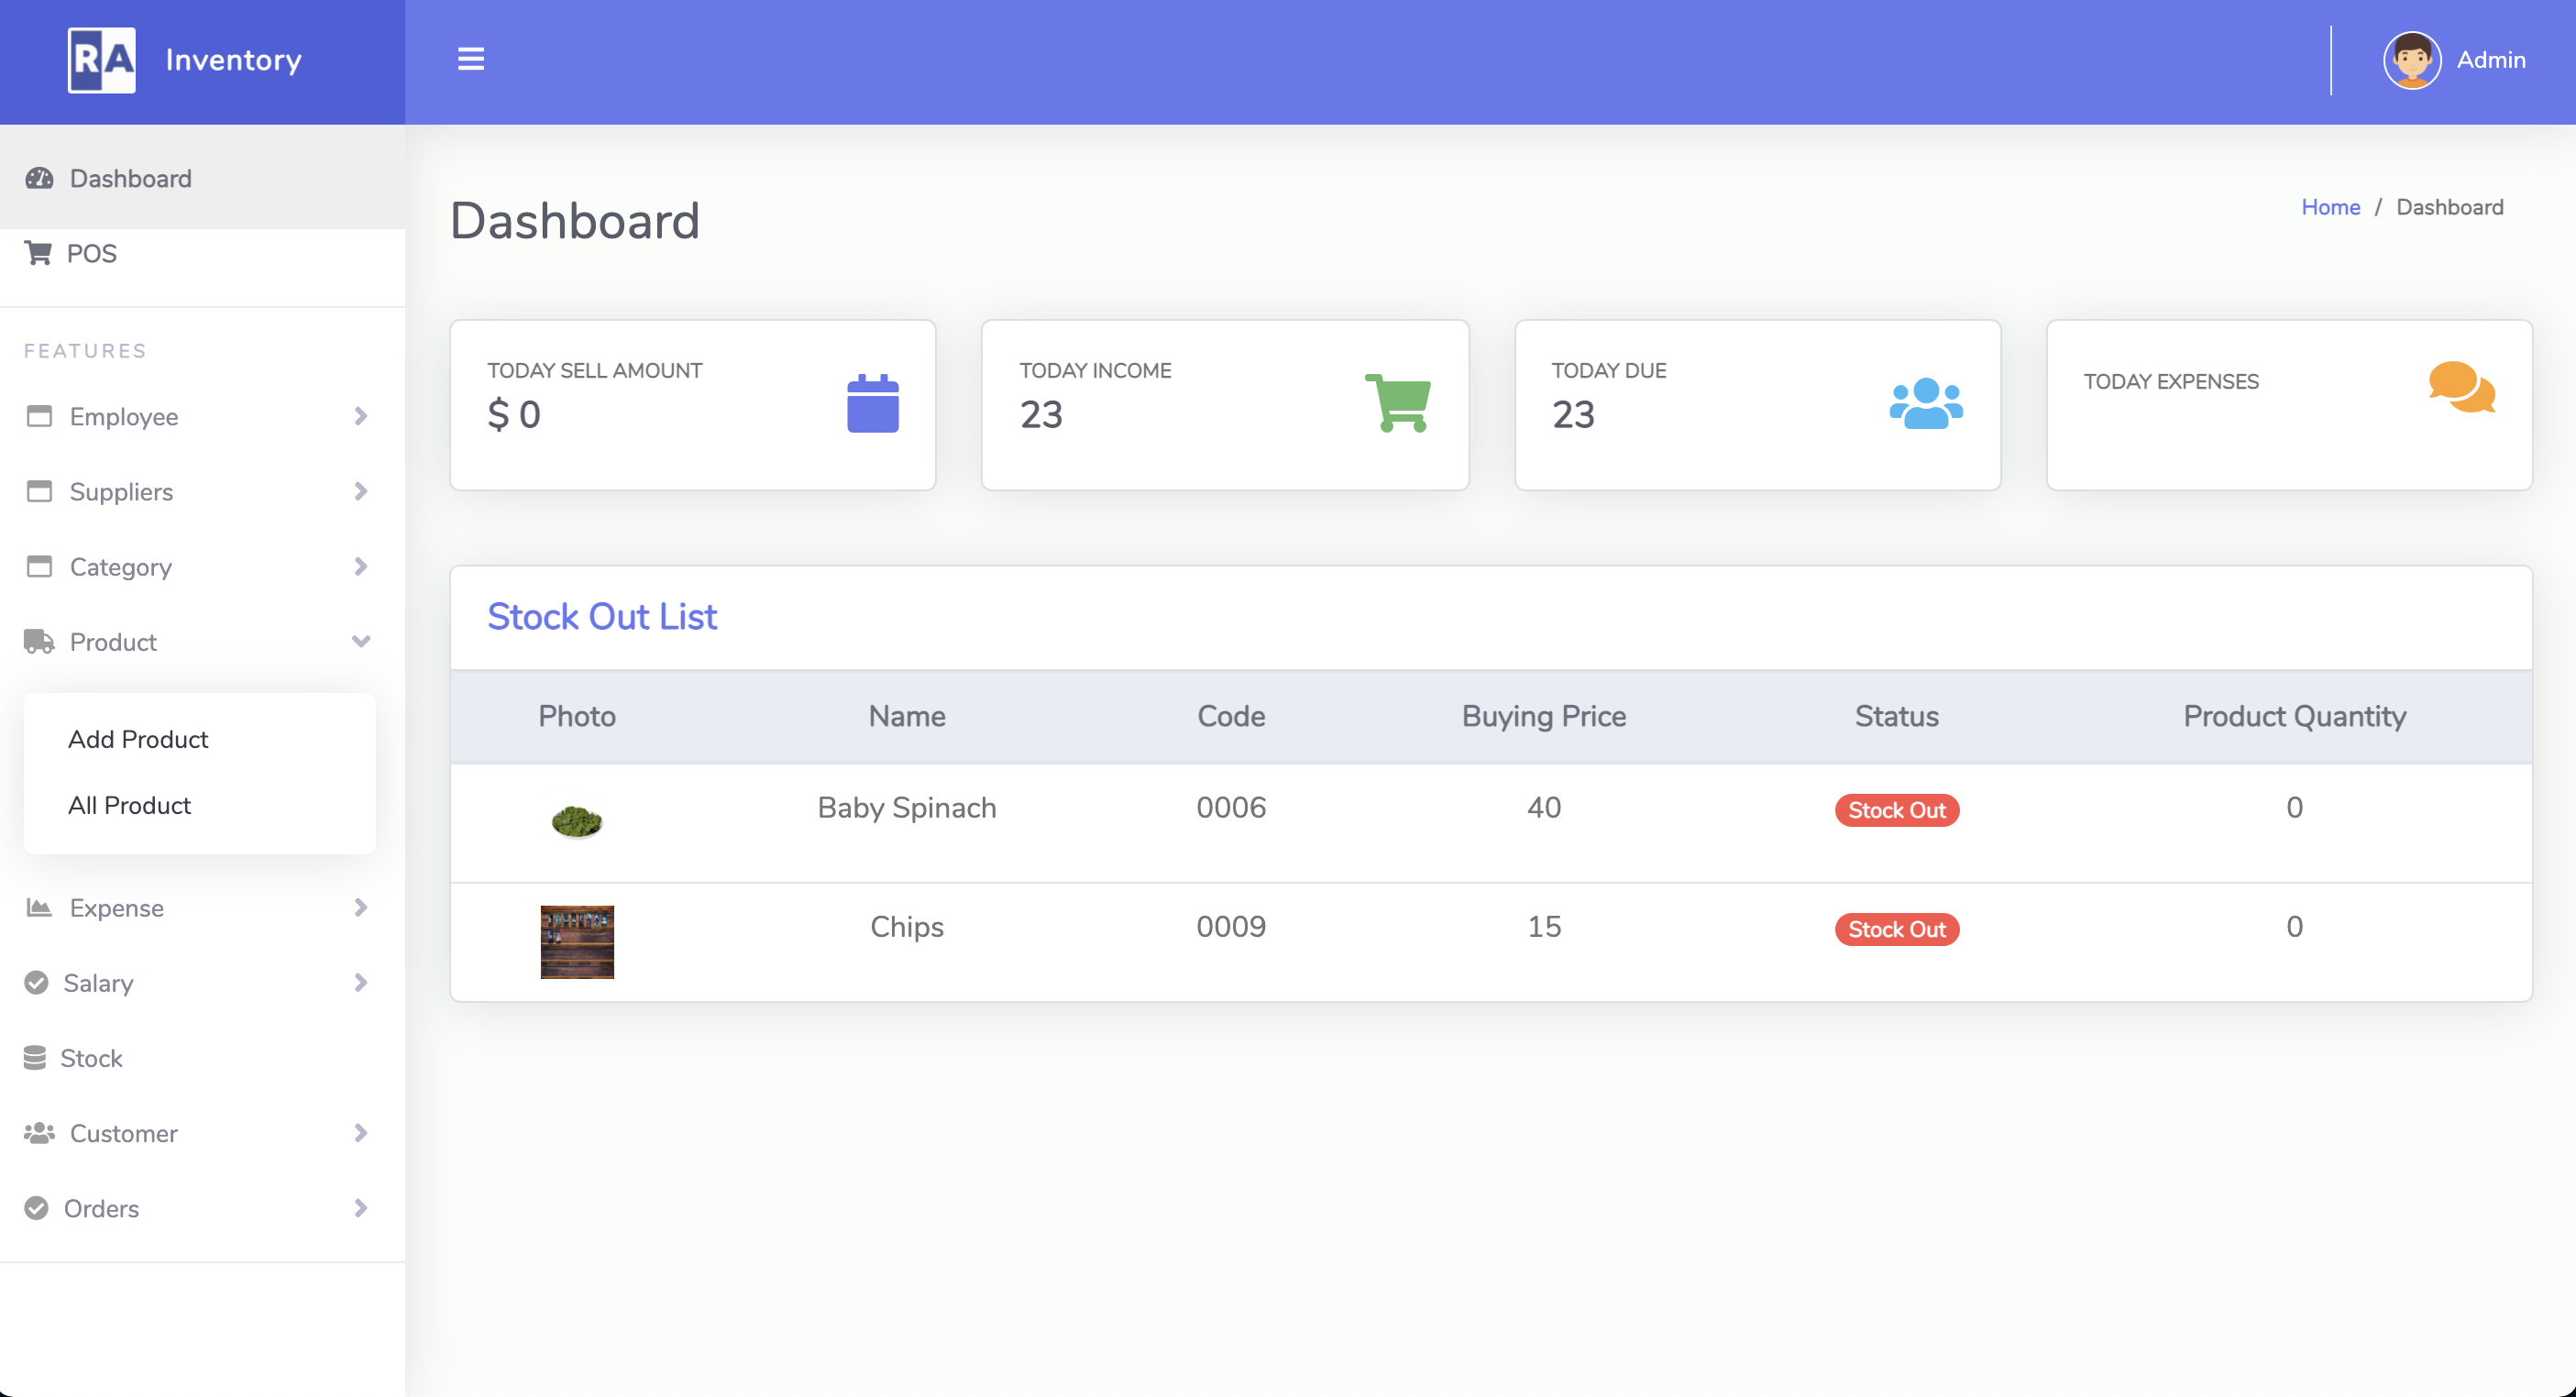 RA Inventory
Admin
Dashboard
POS
FEATURES
Employee
Suppliers
Category
Product
Add Product
All Product
Expense
Salary
Stock
Customer
Orders
Dashboard
Home / Dashboard
TODAY SELL AMOUNT
$ 0
TODAY INCOME
23
TODAY DUE
23
TODAY EXPENSES
Stock Out List
Photo Name Code Buying Price Status Product Quantity
Baby Spinach 0006 40 Stock Out 0
Chips 0009 15 Stock Out 0